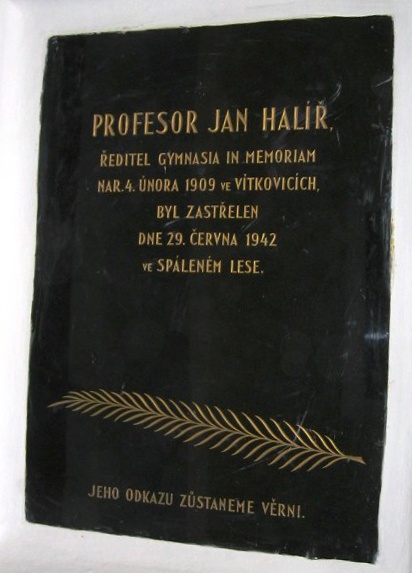 PROFESOR JAN HALÍŘ,
ŘEDITEL GYMNASIA IN MEMORIAM
NAR. 4. ÚNORA 1909 VE VÍTKOVICÍCH,
BYL ZASTŘELEN
DNE 29. ČERVNA 1942
VE SPÁLENÉM LESE.
JEHO ODKAZU ZŮSTANEME VĚRNI.